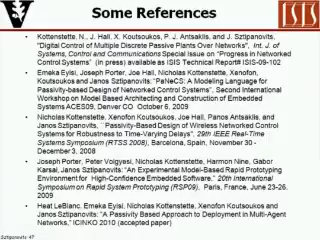 Some References
ISIS
• Kottenstette, N., J. Hall, X. Koutsoukos, P. J. Antsaklis, and J. Sztipanovits,
"Digital Control of Multiple Discrete Passive Plants Over Networks", Int. J. of
Systems, Control and Communications Special Issue on "Progress in Networked
Control Systems" (in press) available as ISIS Technical Report# ISIS-09-102
• Emeka Eyisi, Joseph Porter, Joe Hall, Nicholas Kottenstette, Xenofon,
Koutsoukos and Janos Sztipanovits: "PaNeCS: A Modeling Language for
Passivity-based Design of Networked Control Systems", Second International
Workshop on Model Based Architecting and Construction of Embedded
Systems ACES09, Denver CO October 6, 2009
• Nicholas Kottenstette, Xenofon Koutsoukos, Joe Hall, Panos Antsaklis, and
Janos Sztipanovits, ``Passivity-Based Design of Wireless Networked Control
Systems for Robustness to Time-Varying Delays", 29th IEEE Real-Time
Systems Symposium (RTSS 2008), Barcelona, Spain, November 30 -
December 3, 2008
• Joseph Porter, Peter Volgyesi, Nicholas Kottenstette, Harmon Nine, Gabor
Karsai, Janos Sztipanovits: "An Experimental Model-Based Rapid Prototyping
Environment for High-Confidence Embedded Software," 20th International
Symposium on Rapid System Prototyping (RSP09), Paris, France, June 23-26.
2009
• Heat LeBlanc. Emeka Eyisi, Nicholas Kottenstette, Xenofon Koutsoukos and
Janos Sztipanovits: "A Passivity Based Approach to Deployment in Multi-Agent
Networks," ICINKO 2010 (accepted paper)
Sztipanovits 47